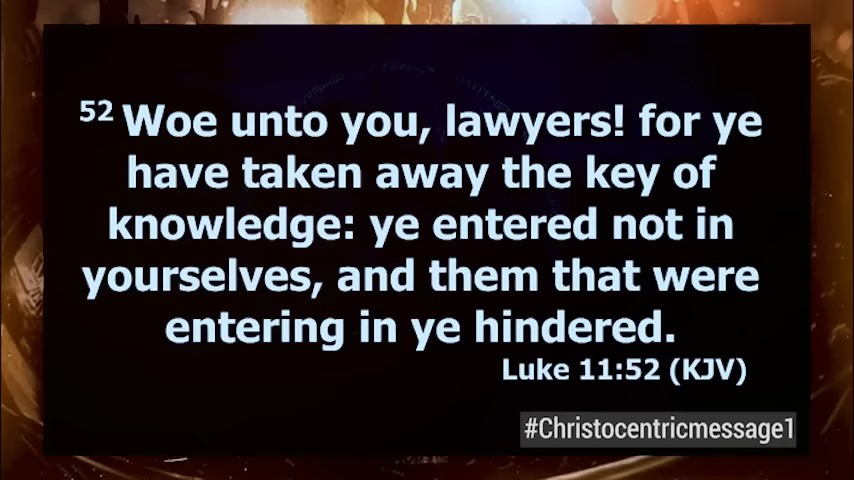 52 Woe unto you, lawyers! for ye
have taken away the key of
knowledge: ye entered not in
yourselves, and them that were
entering in ye hindered.
Luke 11:52 (KJV)
#Christocentricmessage1